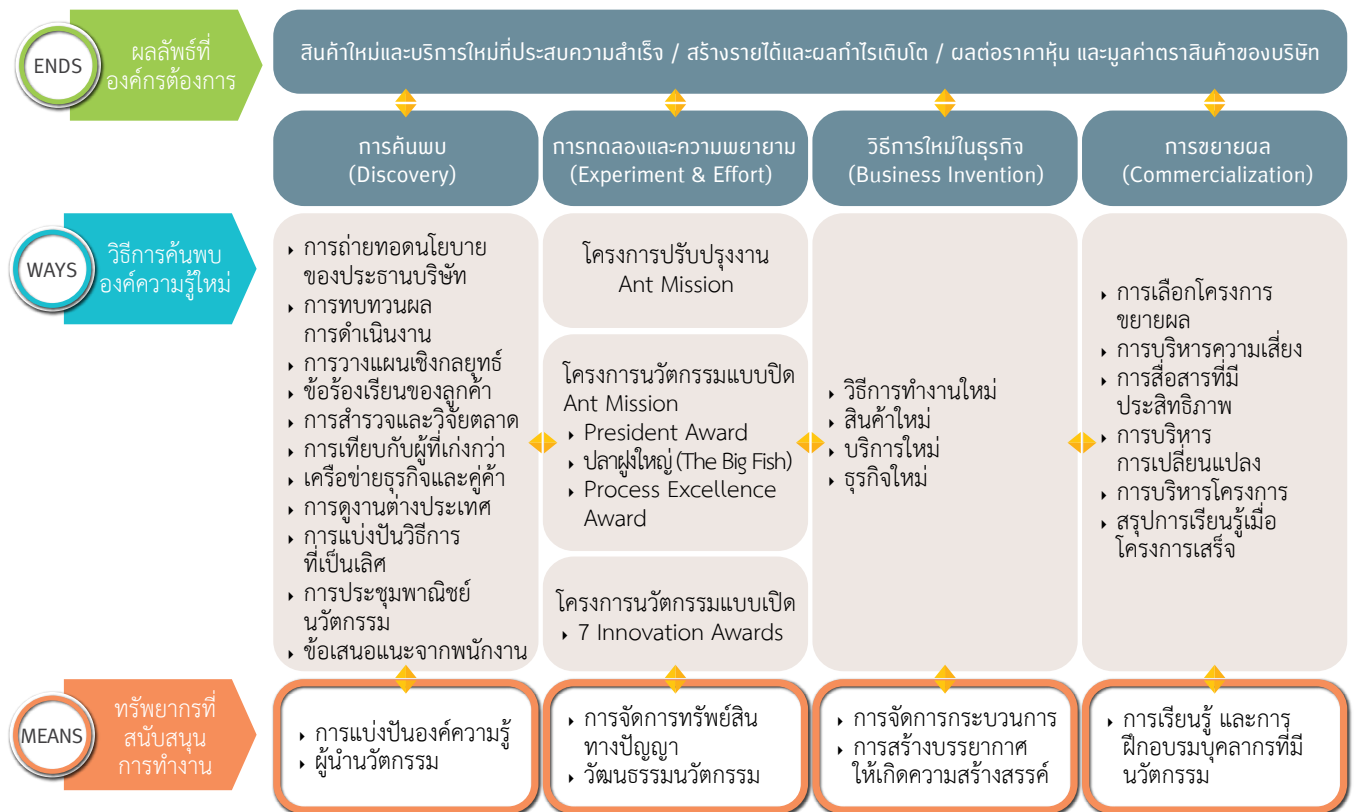 ENDS
ผลลัพธ์ที่
องค์กรต้องการ
สินค้าใหม่และบริการใหม่ที่ประสบความสำเร็จ / สร้างรายได้และผลกำไรเติบโต / ผลต่อราคาหุ้น และมูลค่าตราสินค้าของบริษัท
การค้นพบ
(Discovery)
การทดลองและความพยายาม
(Experiment & Effort)
วิธีการใหม่ในธุรกิจ
(Business Invention)
การขยายผล
(Commercialization)
WAYS
วิธีการค้นพบ
องค์ความรู้ใหม่
การถ่ายทอดนโยบาย
ของประธานบริษัท
การทบทวนผล
การดำเนินงาน
การวางแผนเชิงกลยุทธ์
ข้อร้องเรียนของลูกค้า
การสำรวจและวิจัยตลาด
การเทียบกับผู้ที่เก่งกว่า
เครือข่ายธุรกิจและคู่ค้า
การดูงานต่างประเทศ
การแบ่งปันวิธีการ
ที่เป็นเลิศ
การประชุมพาณิชย์
นวัตกรรม
ข้อเสนอแนะจากพนักงาน
โครงการปรับปรุงงาน
Ant Mission
โครงการนวัตกรรมแบบปิด
Ant Mission
President Award
ปลาฝูงใหญ่ (The Big Fish)
Process Excellence
Award
โครงการนวัตกรรมแบบเปิด
7 Innovation Awards
วิธีการทำงานใหม่
สินค้าใหม่
บริการใหม่
ธุรกิจใหม่
การเลือกโครงการ
ขยายผล
การบริหารความเสี่ยง
การสื่อสารที่มี
ประสิทธิภาพ
การบริหาร
การเปลี่ยนแปลง
การบริหารโครงการ
สรุปการเรียนรู้เมื่อ
โครงการเสร็จ
MEANS
ทรัพยากรที่
สนับสนุน
การทำงาน
การแบ่งปันองค์ความรู้
ผู้นำนวัตกรรม
การจัดการทรัพย์สิน
ทางปัญญา
วัฒนธรรมนวัตกรรม
การจัดการกระบวนการ
การสร้างบรรยากาศ
ให้เกิดความสร้างสรรค์
การเรียนรู้ และการ
ฝึกอบรมบุคลากรที่มี
นวัตกรรม